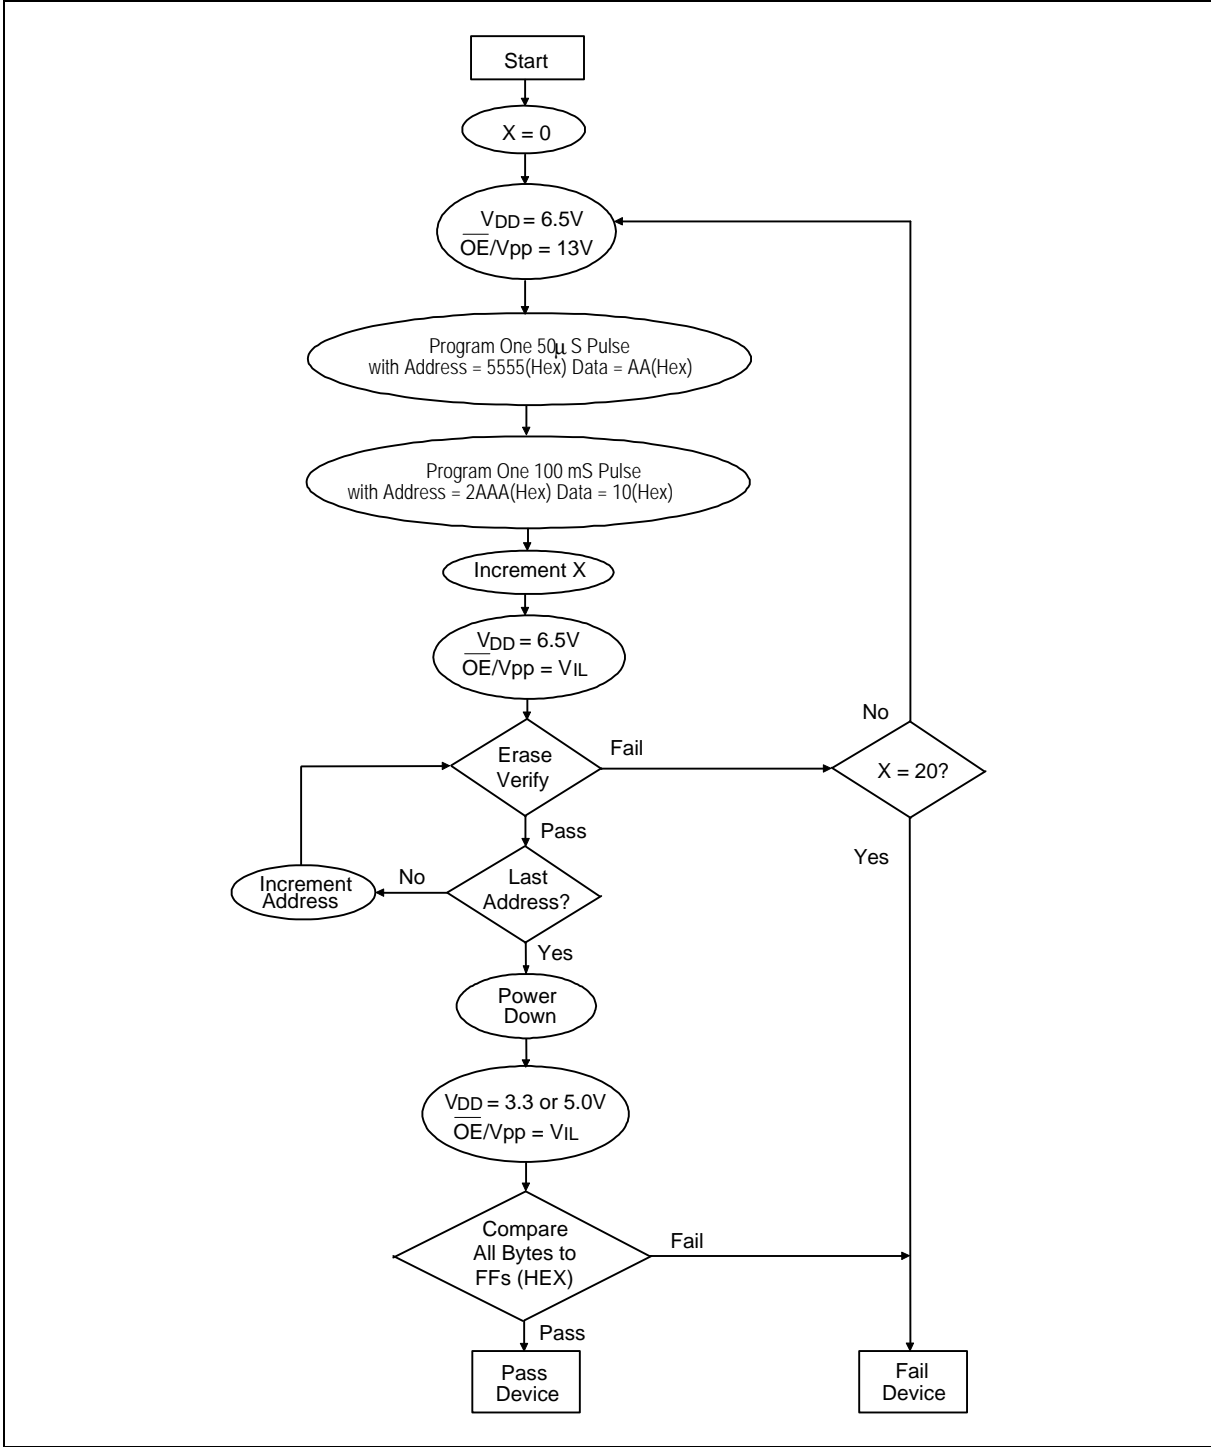 Start
X = 0
VDD = 6.5V
OE/Vpp = 13V
Program One 50μ S Pulse
with Address = 5555(Hex) Data = AA(Hex)
Program One 100 mS Pulse
with Address = 2AAA(Hex) Data = 10(Hex)
Increment X
VDD = 6.5V
OE/Vpp = VIL
No
Erase
Verify
Fail
X = 20?
Pass
Yes
Increment
Address
No
Last
Address?
Yes
Power
Down
VDD = 3.3 or 5.0V
OE/Vpp = VIL
Compare
All Bytes to
FFs (HEX)
Fail
Pass
Pass
Device
Fail
Device